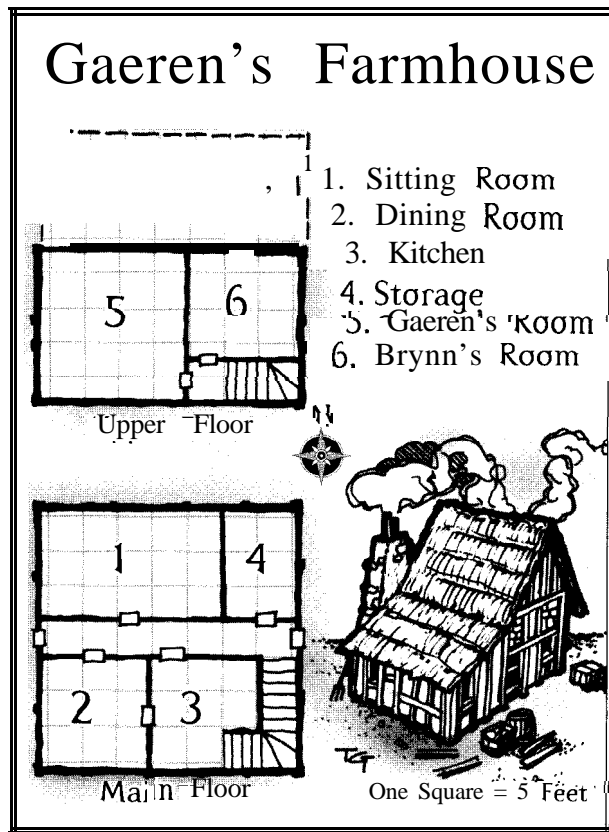 Gaeren's Farmhouse
1. Sitting Room
2. Dining Room
3. Kitchen
4. Storage
5. Gaeren's Room
6. Brynn's Room
5
6
Upper Floor
N
1
4
2
3
Main Floor
TG
One Square = 5 Feet